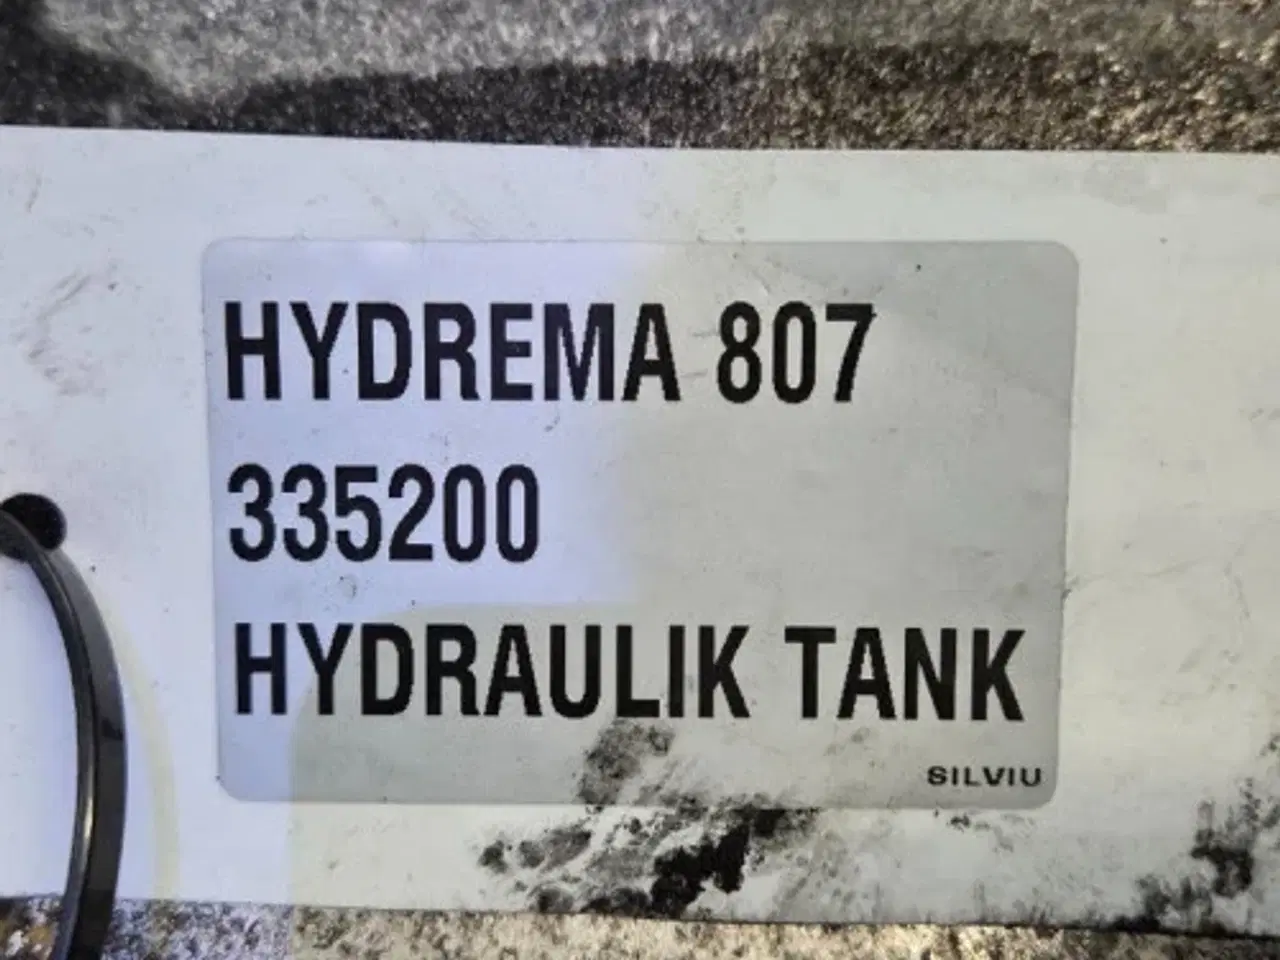 HYDREMA 807
335200
HYDRAULIK TANK
SILVIU